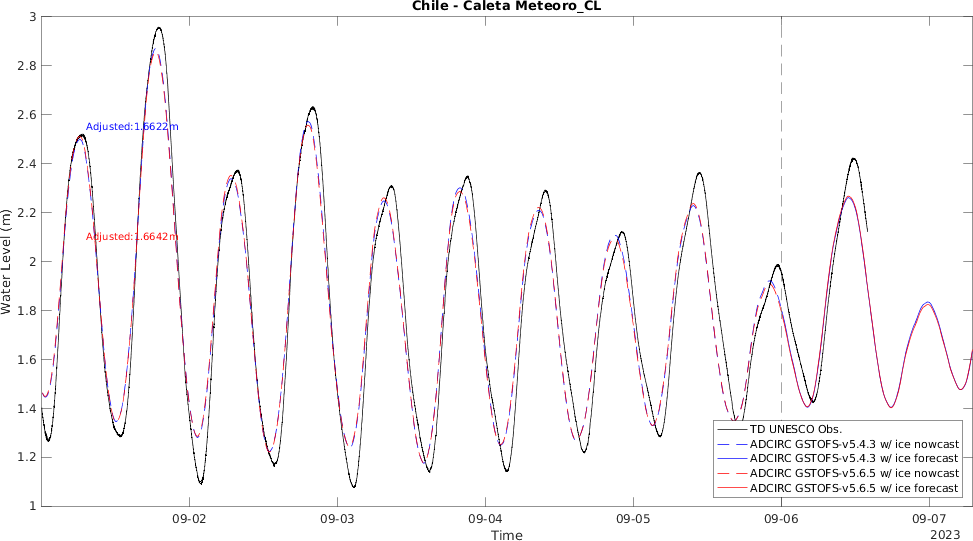 Chile - Caleta Meteoro_CL
3
2.8
2.6
2.4
2.2
2
1.8
1.6
1.4
1.2
1
Water Level (m)
Adjusted:1.6622m
Adjusted:1.6642m
TD UNESCO Obs.
ADCIRC GSTOFS-v5.4.3 w/ ice nowcast
ADCIRC GSTOFS-v5.4.3 w/ ice forecast
ADCIRC GSTOFS-v5.6.5 w/ ice nowcast
ADCIRC GSTOFS-v5.6.5 w/ ice forecast
09-02 09-03 09-04 09-05 09-06 09-07
Time
2023